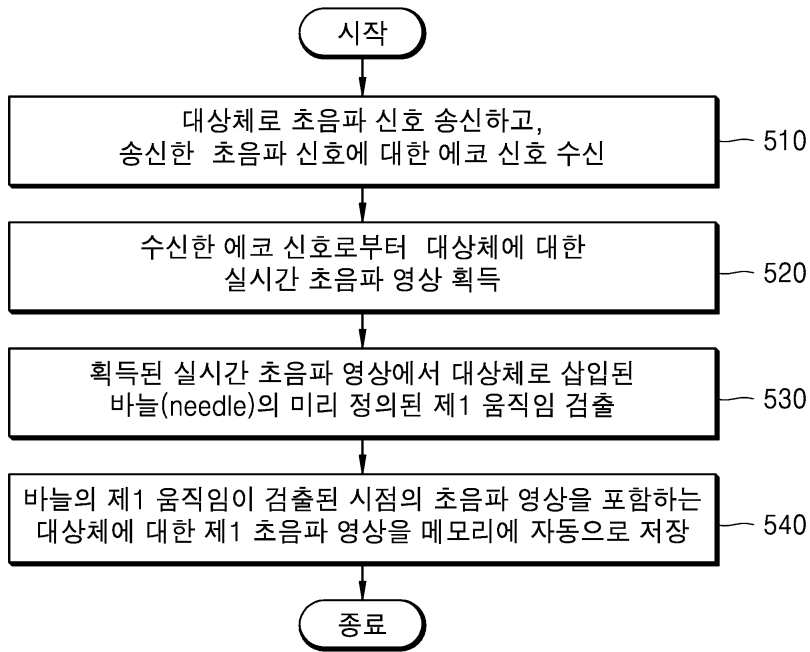 시작
대상체로 초음파 신호 송신하고,
송신한 초음파 신호에 대한 에코 신호 수신
510
수신한 에코 신호로부터 대상체에 대한
실시간 초음파 영상 획득
520
획득된 실시간 초음파 영상에서 대상체로 삽입된
바늘(needle)의 미리 정의된 제1 움직임 검출
530
바늘의 제1 움직임이 검출된 시점의 초음파 영상을 포함하는
대상체에 대한 제1 초음파 영상을 메모리에 자동으로 저장
540
종료